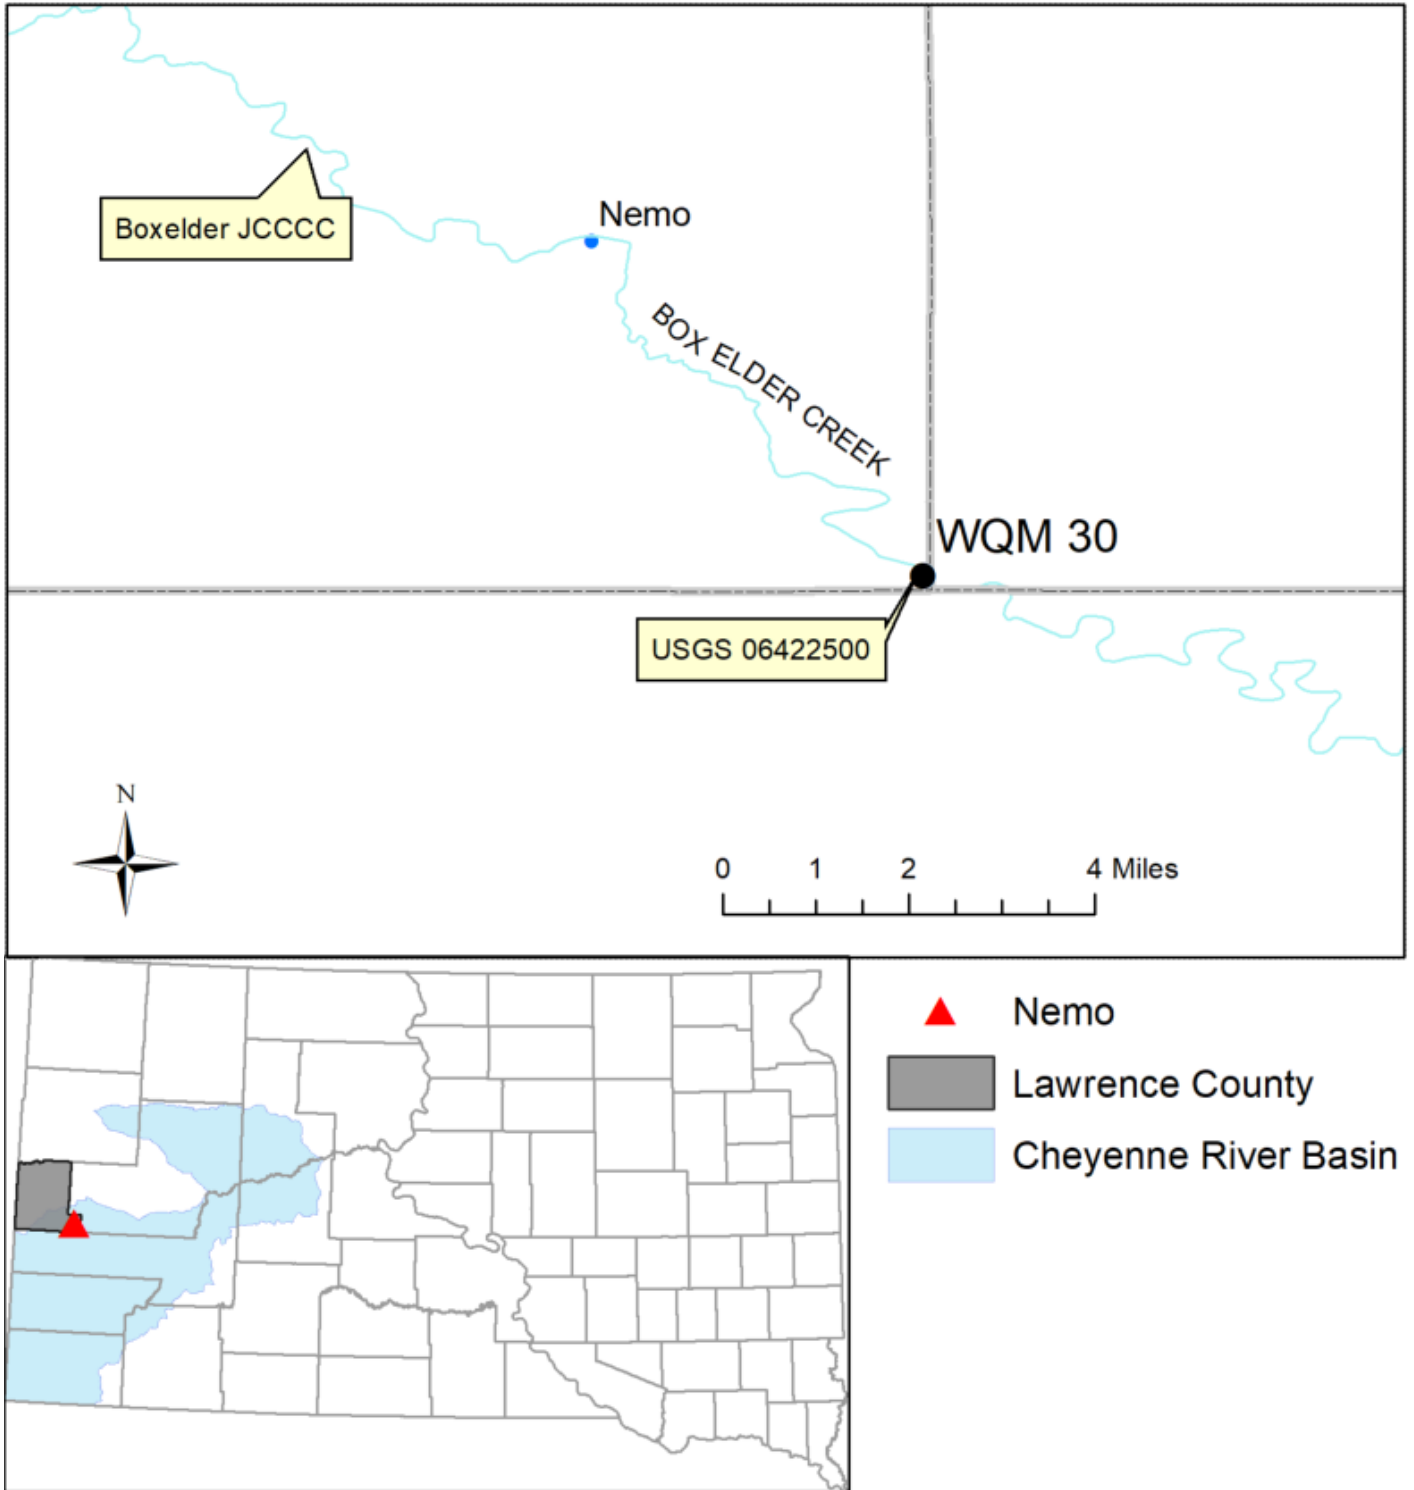 Boxelder JCCCC
Nemo
BOX ELDER CREEK
WQM 30
USGS 06422500
N
0 1 2 4 Miles
Nemo
Lawrence County
Cheyenne River Basin